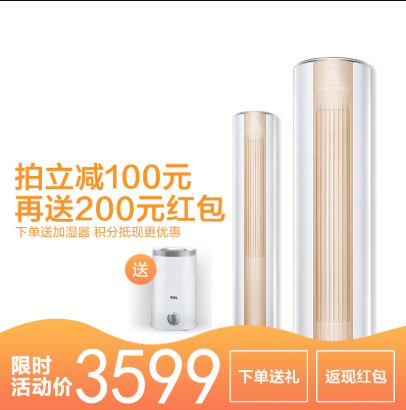 拍立减100元
再送200元红包
下单送加湿器 积分抵现更优惠
送
限时
活动价
3599
下单送礼
返现红包